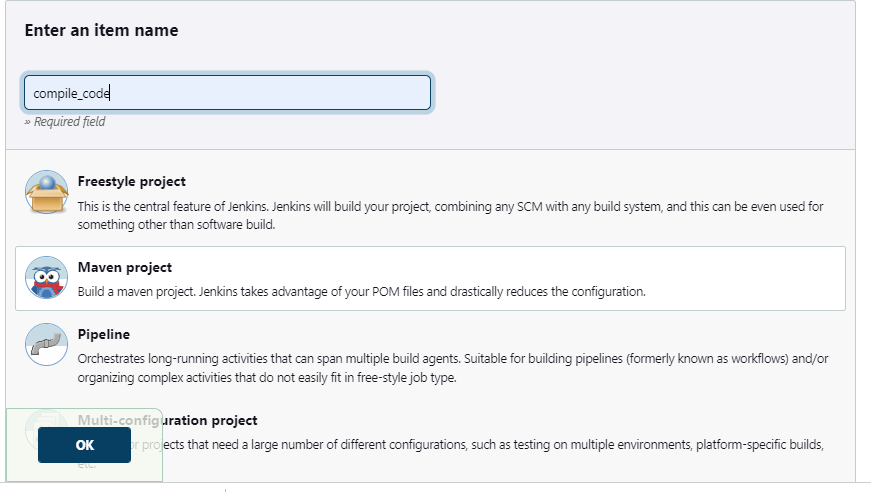 Enter an item name
compile_code
» Required field
Freestyle project
This is the central feature of Jenkins. Jenkins will build your project, combining any SCM with any build system, and this can be even used for
something other than software build.
Maven project
Build a maven project. Jenkins takes advantage of your POM files and drastically reduces the configuration.
Pipeline
Orchestrates long-running activities that can span multiple build agents. Suitable for building pipelines (formerly known as workflows) and/or
organizing complex activities that do not easily fit in free-style job type.
Multi-configuration project
or projects that need a large number of different configurations, such as testing on multiple environments, platform-specific builds,
etc.
OK